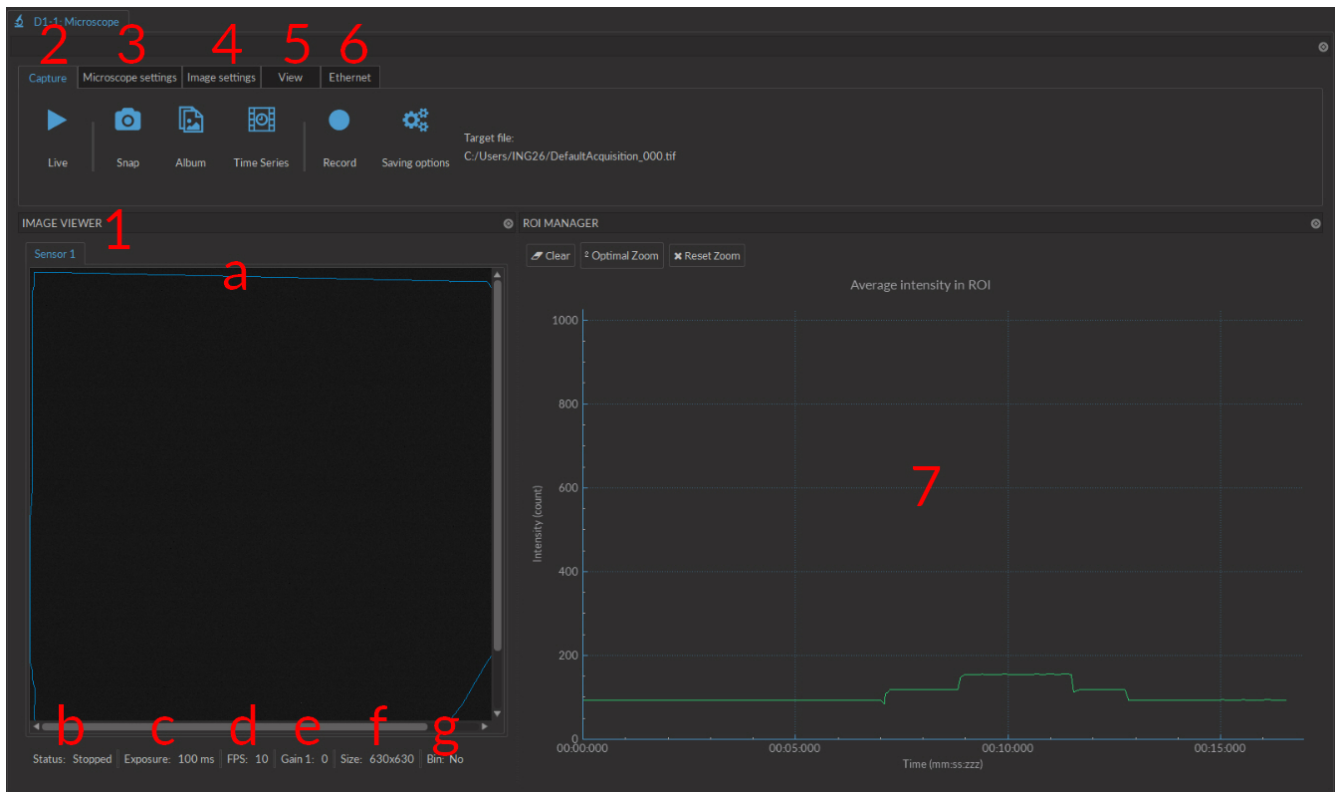 D1-1: Microscope
2 3 4 5 6
Capture Microscope settings Image settings View Ethernet
Live Snap Album Time Series Record Saving options
Target file:
C:/Users/ING26/DefaultAcquisition_000.tif
IMAGE VIEWER 1
ROI MANAGER
Sensor 1
a
Clear Optimal Zoom Reset Zoom
Average intensity in ROI
1000
800
600
400
200
0
Intensity (count)
7
00:00:000 00:05:000 00:10:000 00:15:000
Time (mm:ss:zzz)
b c d e f g
Status: Stopped Exposure: 100 ms FPS: 10 Gain 1: 0 Size: 630x630 Bin: No